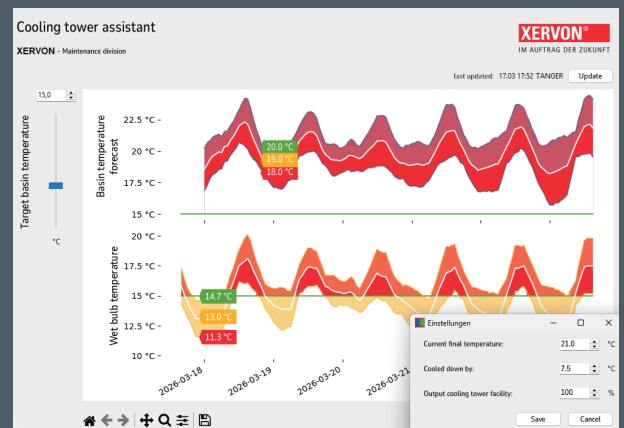 Cooling tower assistant
XERVON®
IM AUFTRAG DER ZUKUNFT
XERVON - Maintenance division
last updated: 17.03 17:52 TANGER
Update
15,0
Target basin temperature
°C
Basin temperature
forecast
22.5 °C
20 °C
17.5 °C
15 °C
20.0 °C
19.0 °C
18.0 °C
Wet bulb temperature
20 °C
17.5 °C
15 °C
12.5 °C
10 °C
14.7 °C
13.0 °C
11.3 °C
2026-03-18
2026-03-19
2026-03-20
2026-03-21
Einstellungen
Current final temperature: 21.0 °C
Cooled down by: 7.5 °C
Output cooling tower facility: 100 %
Save Cancel